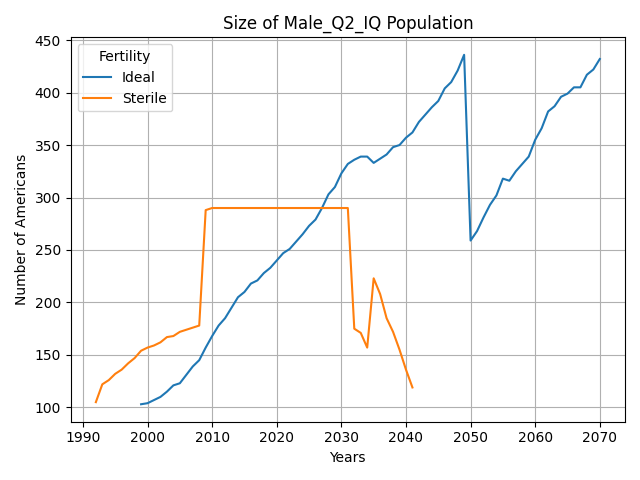 Size of Male_Q2_IQ Population
Fertility
Ideal
Sterile
Number of Americans
450
400
350
300
250
200
150
100
1990 2000 2010 2020 2030 2040 2050 2060 2070
Years